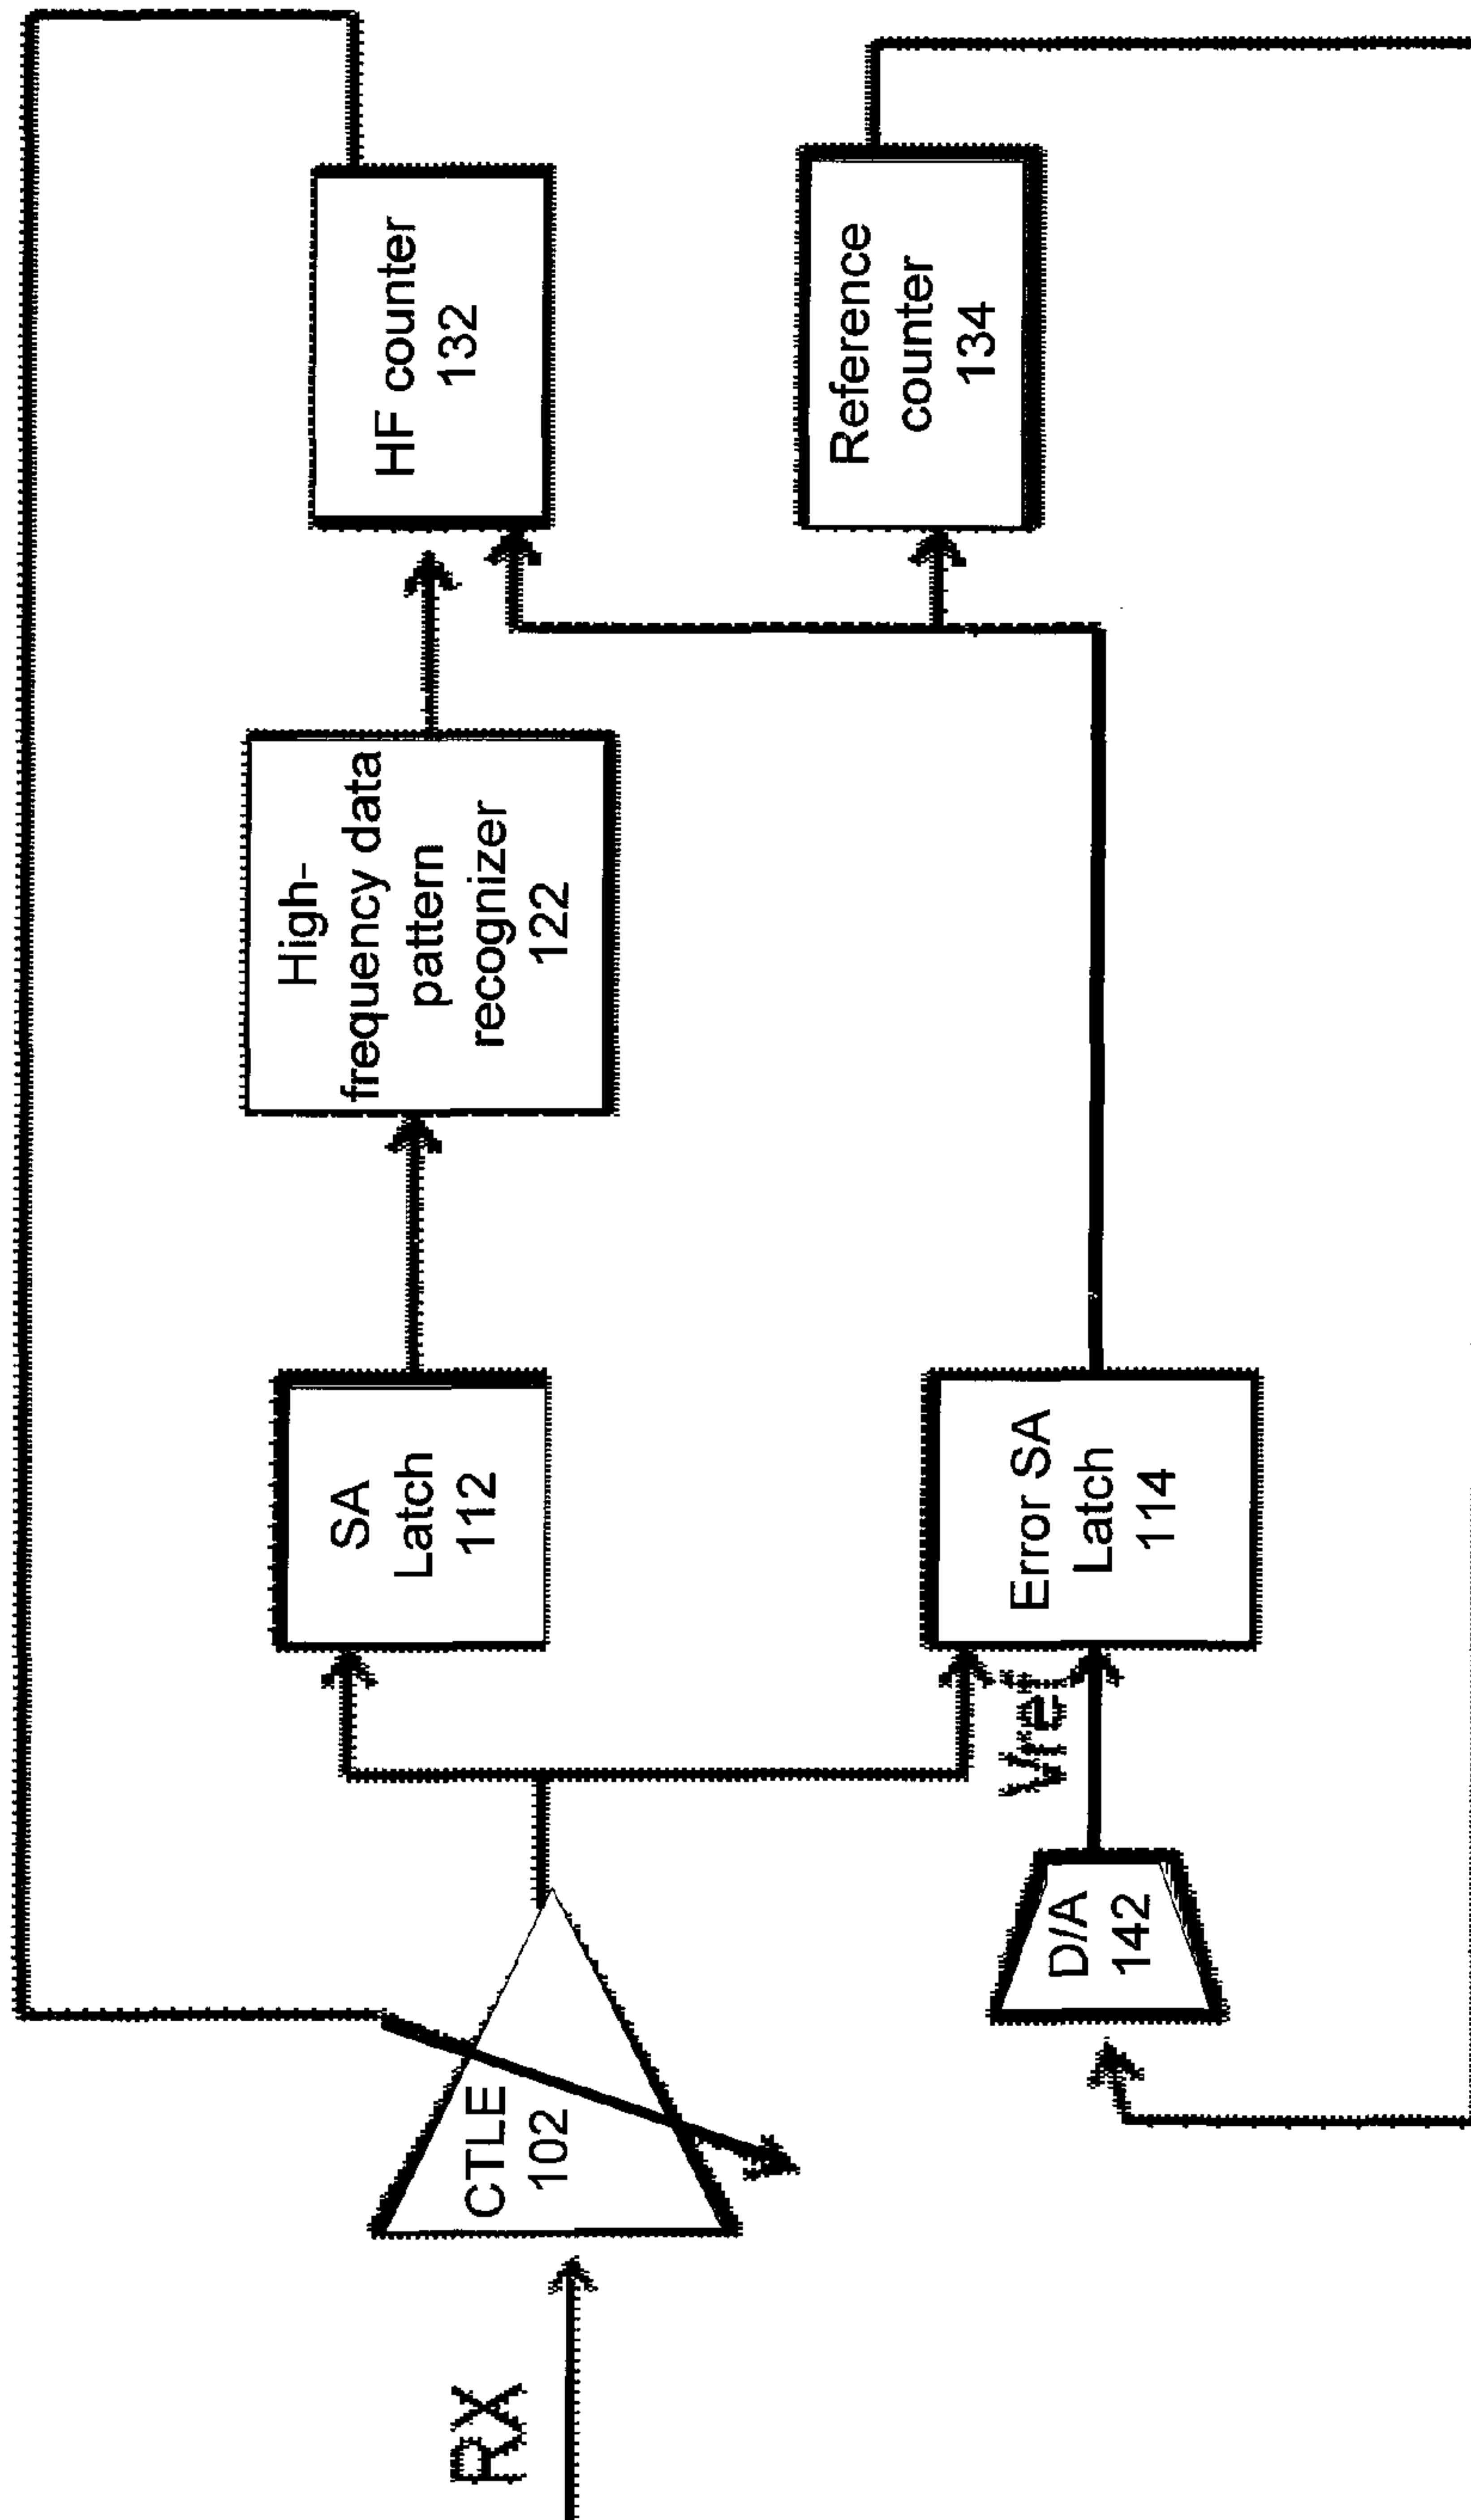 RX
CTLE
102
SA
Latch
112
High-
frequency data
pattern
recognizer
122
HF counter
132
D/A
142
Vref
Error SA
Latch
114
Reference
counter
134